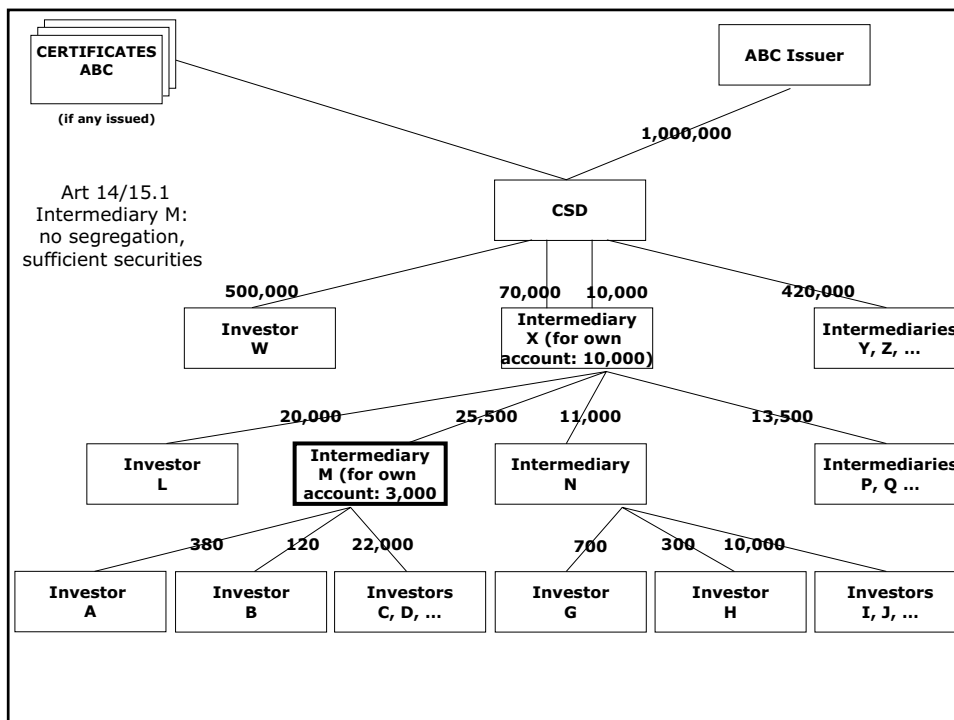 CERTIFICATES
ABC
(if any issued)
ABC Issuer
1,000,000
Art 14/15.1
Intermediary M:
no segregation,
sufficient securities
CSD
500,000
70,000
10,000
420,000
Investor
W
Intermediary
X (for own
account: 10,000)
Intermediaries
Y, Z, ...
20,000
25,500
11,000
13,500
Investor
L
Intermediary
M (for own
account: 3,000
Intermediary
N
Intermediaries
P, Q ...
380
120
22,000
700
300
10,000
Investor
A
Investor
B
Investors
C, D, ...
Investor
G
Investor
H
Investors
I, J, ...